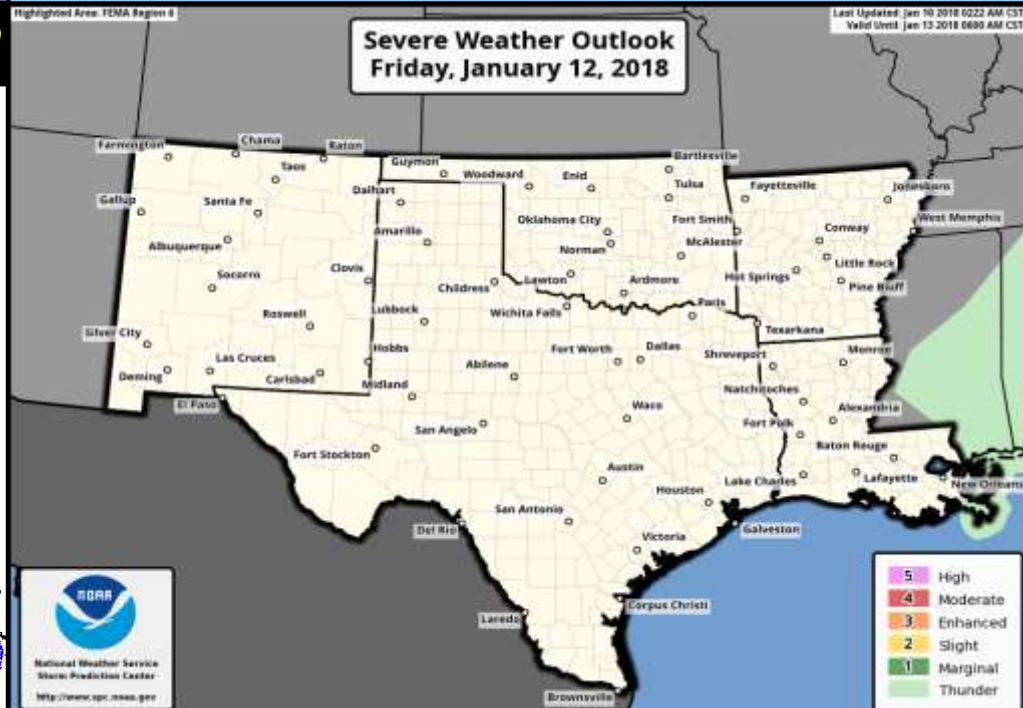 Highlighted Area: FEMA Region 6
Last Updated: Jan 10 2018 0222 AM CST
Valid Until: Jan 13 2018 0600 AM CST
Severe Weather Outlook
Friday, January 12, 2018
Farmington
Chama
Raton
Taos
Gallup
Santa Fe
Albuquerque
Socorro
Clovis
Roswell
Silver City
Las Cruces
Hobbs
Deming
Carlsbad
El Paso
Guymon
Woodward
Enid
Bartlesville
Tulsa
Dalhart
Oklahoma City
Fort Smith
Amarillo
Norman
McAlester
Childress
Lawton
Ardmore
Lubbock
Wichita Falls
Paris
Fayetteville
Jonesboro
West Memphis
Conway
Little Rock
Hot Springs
Pine Bluff
Texarkana
Fort Worth
Dallas
Shreveport
Monroe
Abilene
Midland
Natchitoches
Alexandria
Waco
San Angelo
Fort Polk
Baton Rouge
Fort Stockton
Austin
Lake Charles
Lafayette
New Orleans
Houston
San Antonio
Del Rio
Galveston
Victoria
Corpus Christi
Laredo
Brownsville
NOAA
National Weather Service
Storm Prediction Center
http://www.spc.noaa.gov
5 High
4 Moderate
3 Enhanced
2 Slight
1 Marginal
Thunder